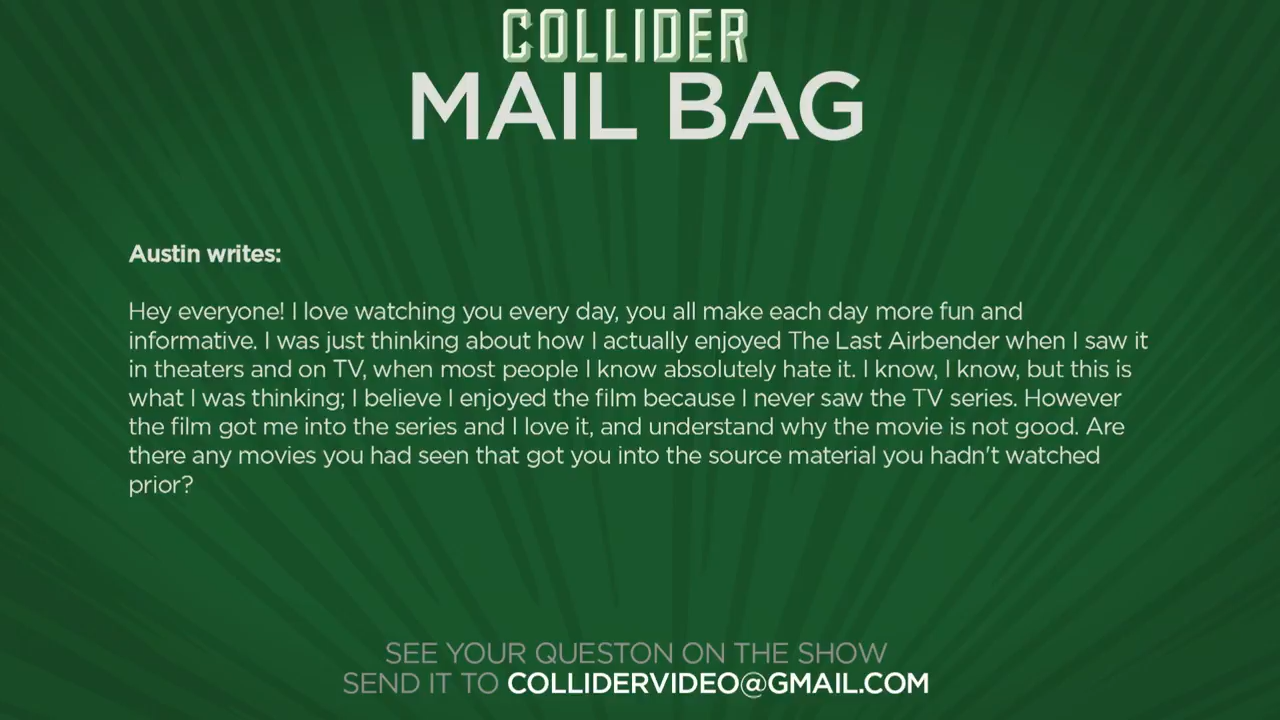 COLLIDER
MAIL BAG
Austin writes:
Hey everyone! I love watching you every day, you all make each day more fun and
informative. I was just thinking about how I actually enjoyed The Last Airbender when I saw it
in theaters and on TV, when most people I know absolutely hate it. I know, I know, but this is
what I was thinking; I believe I enjoyed the film because I never saw the TV series. However
the film got me into the series and I love it, and understand why the movie is not good. Are
there any movies you had seen that got you into the source material you hadn't watched
prior?
SEE YOUR QUESTON ON THE SHOW
SEND IT TO COLLIDERVIDEO@GMAIL.COM